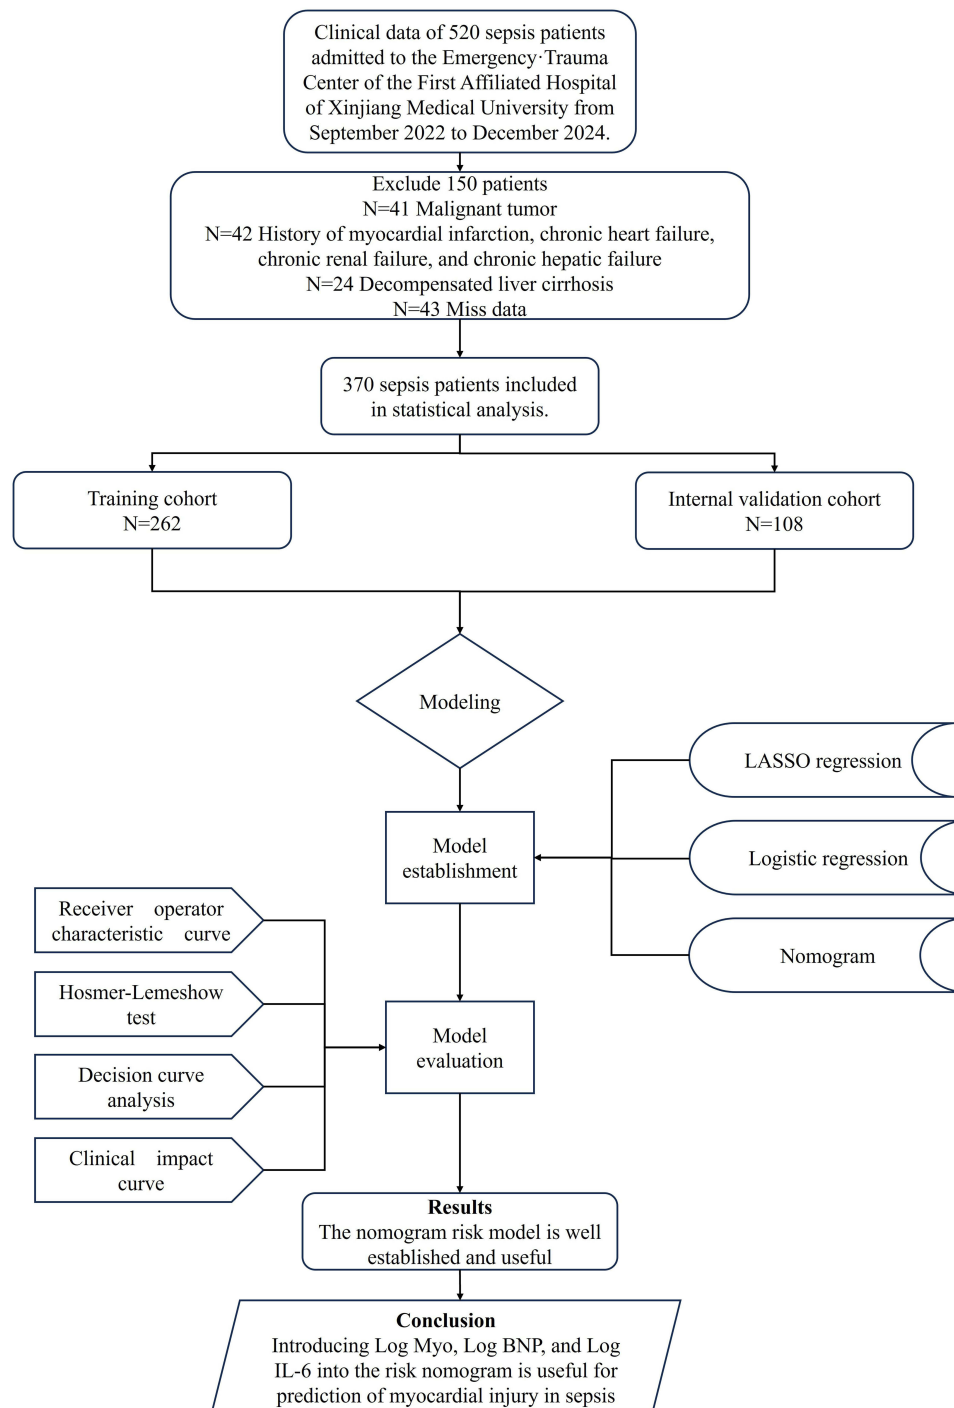 Clinical data of 520 sepsis patients
admitted to the Emergency·Trauma
Center of the First Affiliated Hospital
of Xinjiang Medical University from
September 2022 to December 2024.
Exclude 150 patients
N=41 Malignant tumor
N=42 History of myocardial infarction, chronic heart failure,
chronic renal failure, and chronic hepatic failure
N=24 Decompensated liver cirrhosis
N=43 Miss data
370 sepsis patients included
in statistical analysis.
Training cohort
N=262
Internal validation cohort
N=108
Modeling
LASSO regression
Model
establishment
Logistic regression
Nomogram
Receiver operator
characteristic curve
Hosmer-Lemeshow
test
Model
evaluation
Decision curve
analysis
Clinical impact
curve
Results
The nomogram risk model is well
established and useful
Conclusion
Introducing Log Myo, Log BNP, and Log
IL-6 into the risk nomogram is useful for
prediction of myocardial injury in sepsis